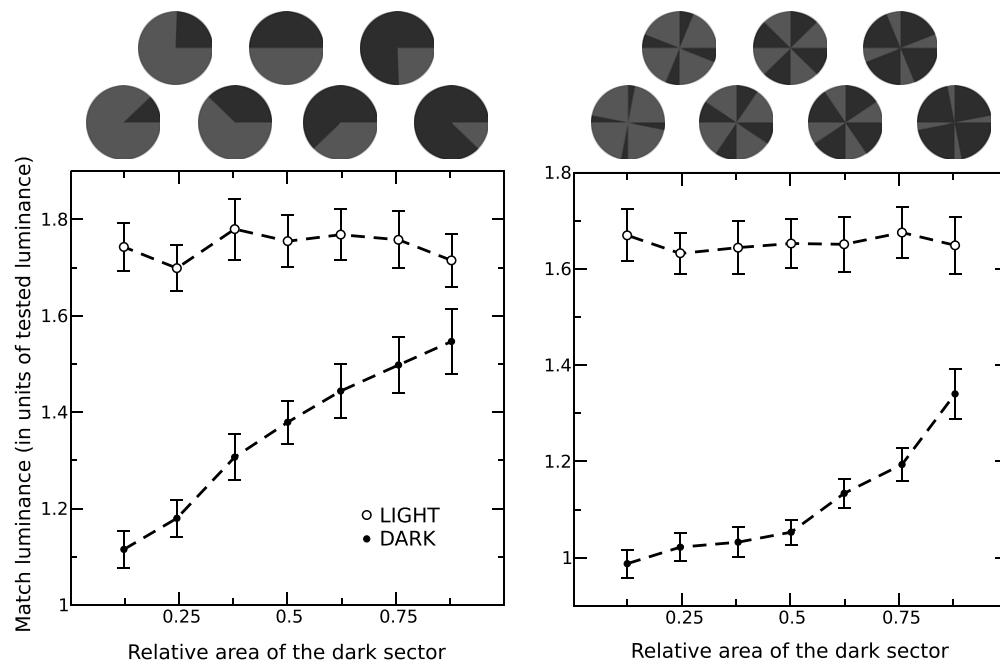 Match luminance (in units of tested luminance)
1.8
1.6
1.4
1.2
1
0.25 0.5 0.75
Relative area of the dark sector
LIGHT
DARK
1.8
1.6
1.4
1.2
1
0.25 0.5 0.75
Relative area of the dark sector